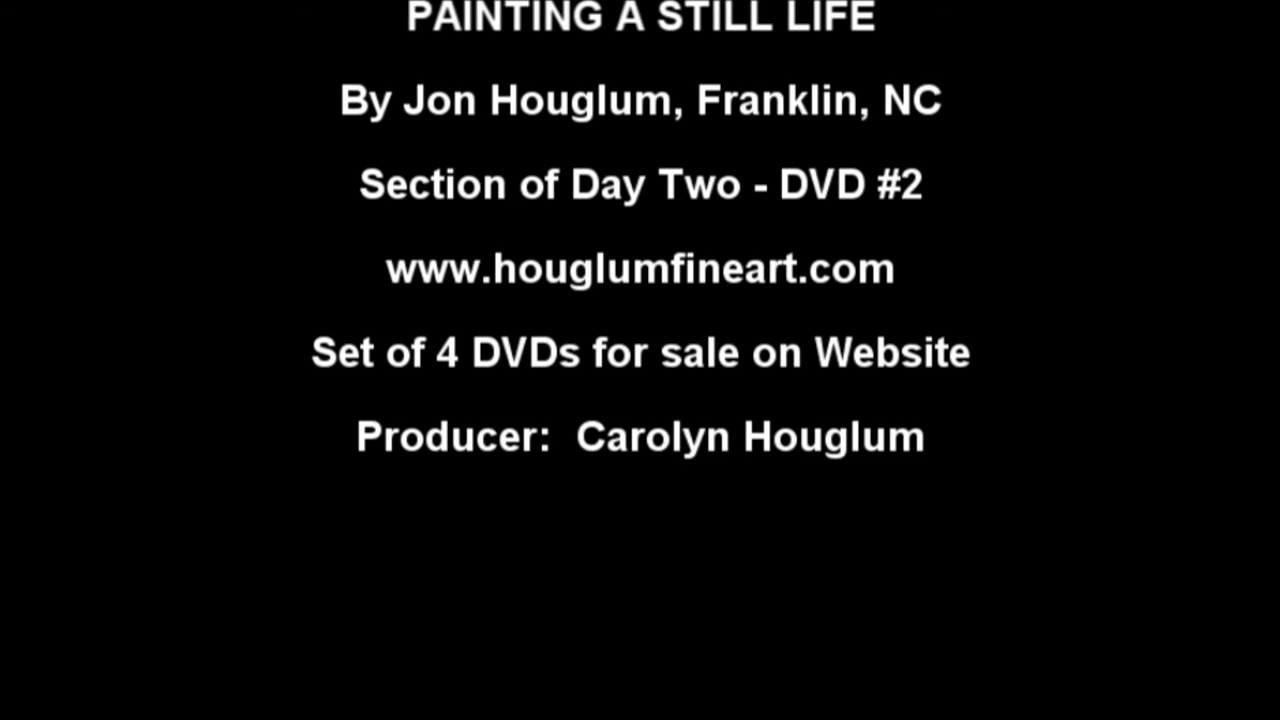 PAINTING A STILL LIFE
By Jon Houglum, Franklin, NC
Section of Day Two - DVD #2
www.houglumfineart.com
Set of 4 DVDs for sale on Website
Producer:  Carolyn Houglum